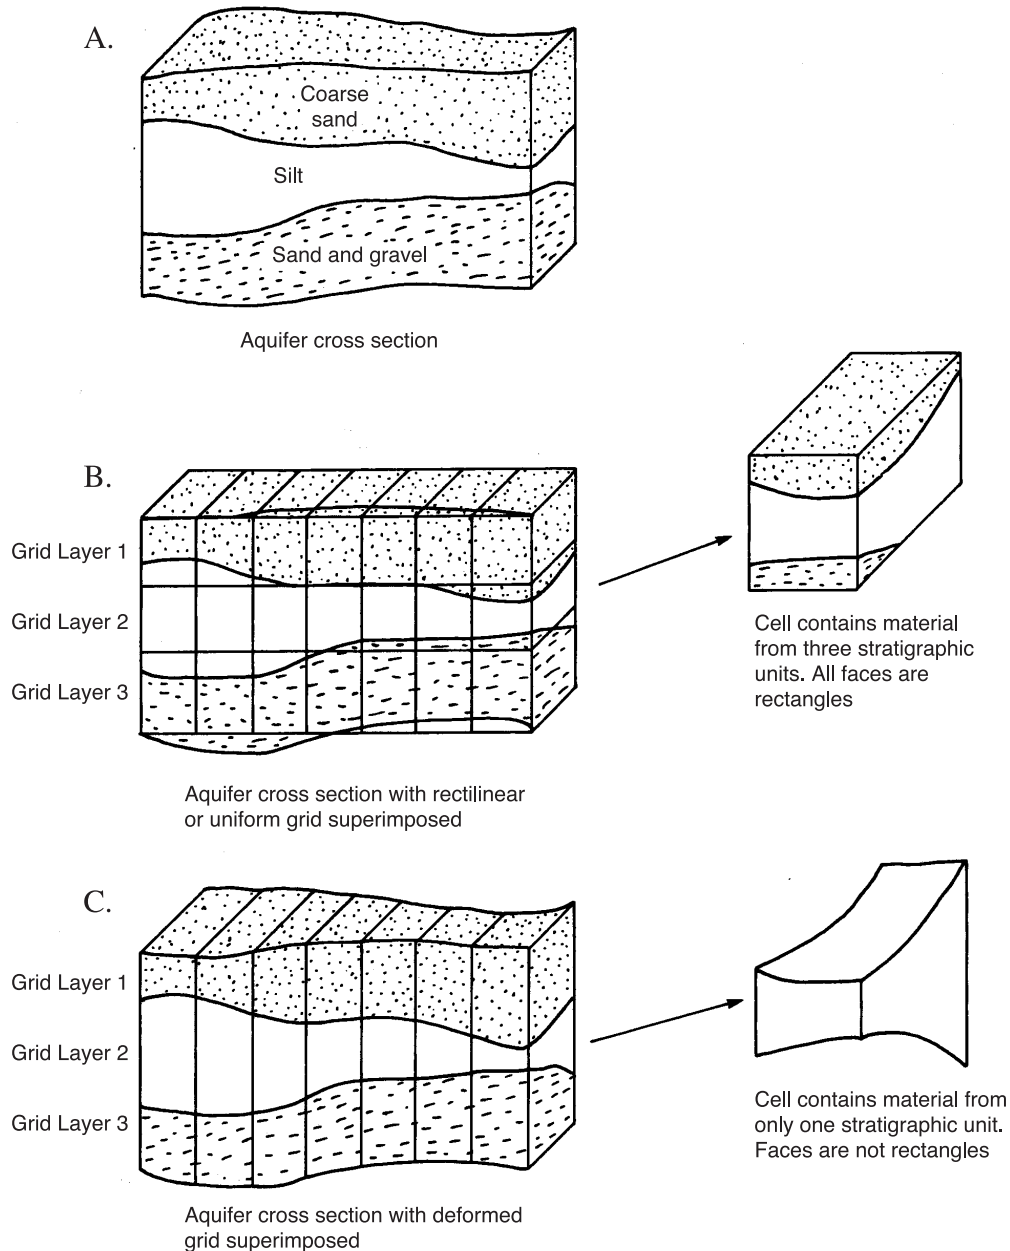 A.
Coarse
sand
Silt
Sand and gravel
Aquifer cross section
B.
Grid Layer 1
Grid Layer 2
Grid Layer 3
Cell contains material
from three stratigraphic
units. All faces are
rectangles
Aquifer cross section with rectilinear
or uniform grid superimposed
C.
Grid Layer 1
Grid Layer 2
Grid Layer 3
Cell contains material from
only one stratigraphic unit.
Faces are not rectangles
Aquifer cross section with deformed
grid superimposed